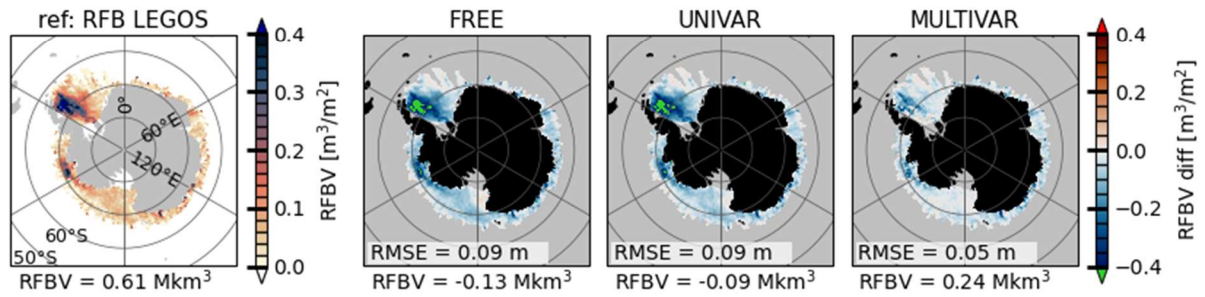 ref: RFB LEGOS
FREE
UNIVAR
MULTIVAR
0.4
0.3
0.2
0.1
0.0
RFBV [m³/m²]
0°
60°E
120°E
60°S
50°S
RFBV = 0.61 Mkm³
RMSE = 0.09 m
RFBV = -0.13 Mkm³
RMSE = 0.09 m
RFBV = -0.09 Mkm³
RMSE = 0.05 m
RFBV = 0.24 Mkm³
0.4
0.2
0.0
−0.2
−0.4
RFBV diff [m³/m²]